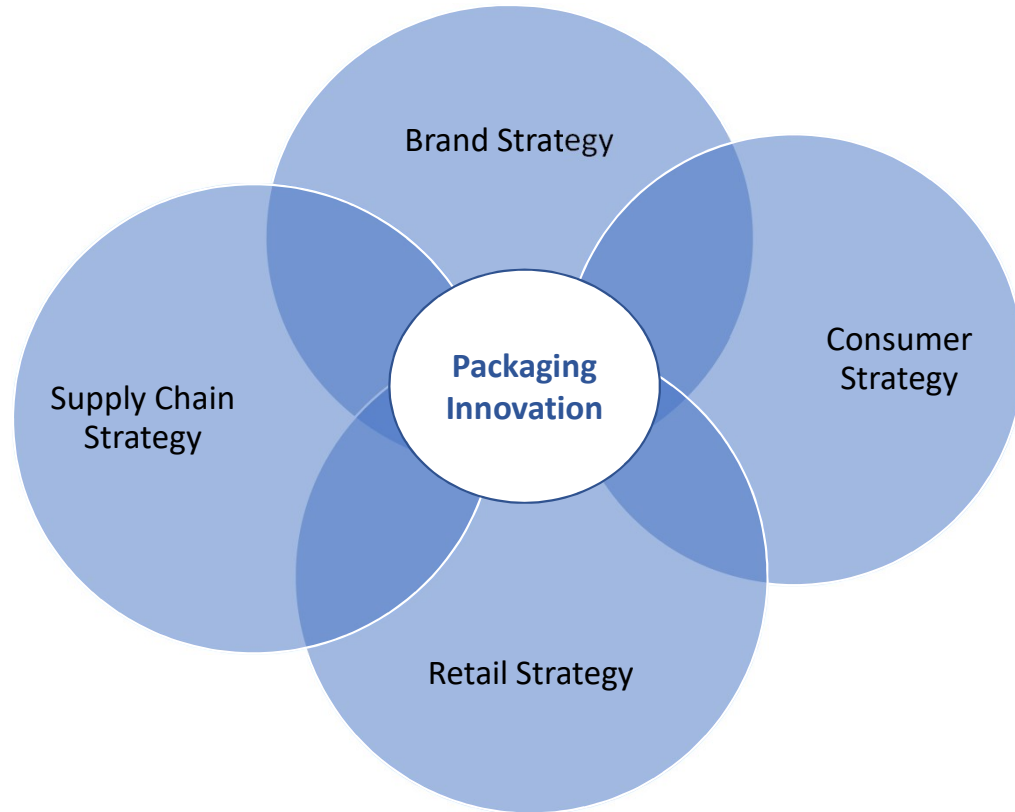 Brand Strategy
Consumer
Strategy
Packaging
Innovation
Supply Chain
Strategy
Retail Strategy